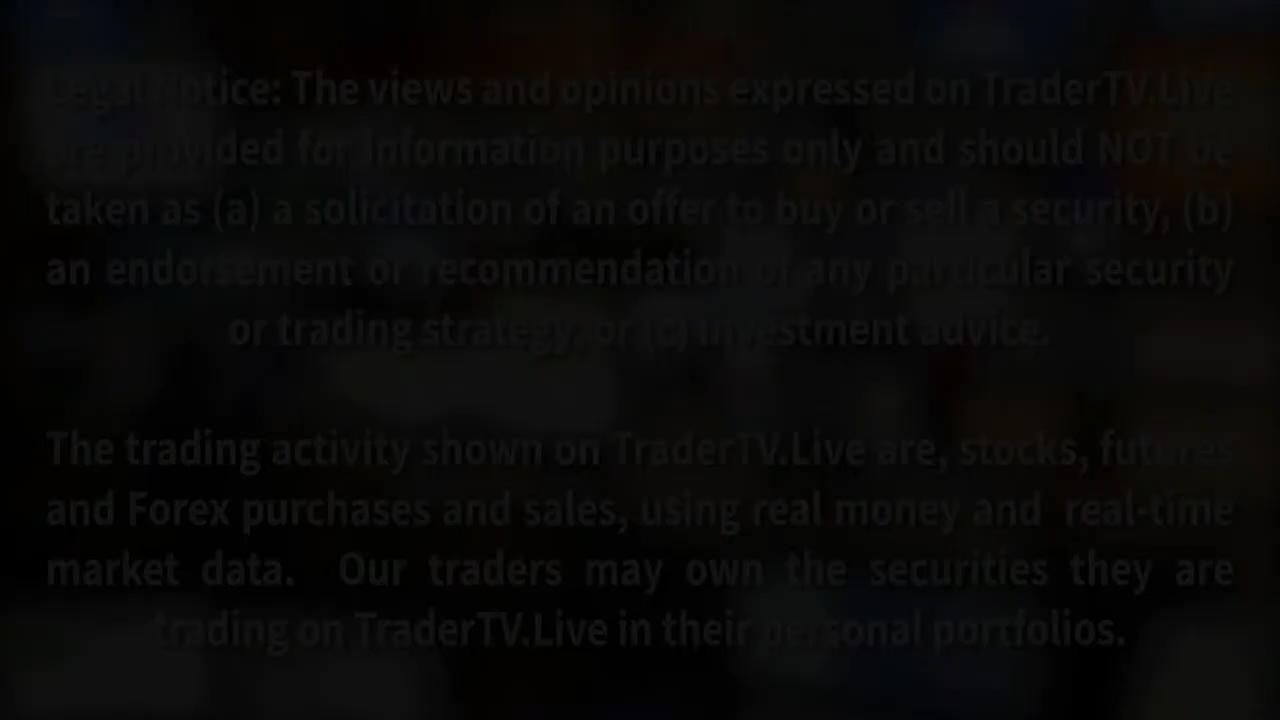 Legal Notice: The views and opinions expressed on TraderTV.Live
are provided for information purposes only and should NOT be
taken as (a) a solicitation of an offer to buy or sell a security, (b)
an endorsement or recommendation of any particular security
or trading strategy, or (c) investment advice.
The trading activity shown on TraderTV.Live are, stocks, futures
and Forex purchases and sales, using real money and real-time
market data. Our traders may own the securities they are
trading on TraderTV.Live in their personal portfolios.